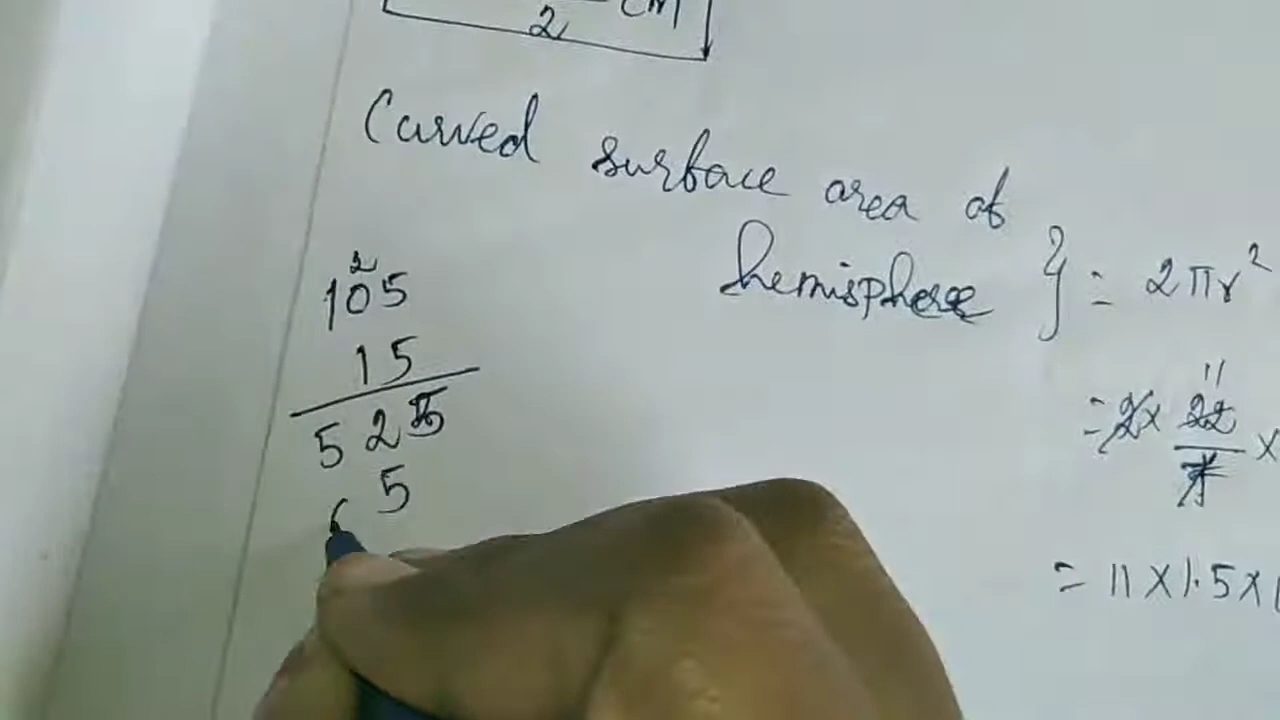 2 cm
Curved surface area of
hemisphere } = 2πr²
2
105
15
525
5
11
= 2 × 22/7 ×
= 11 × 1.5 ×